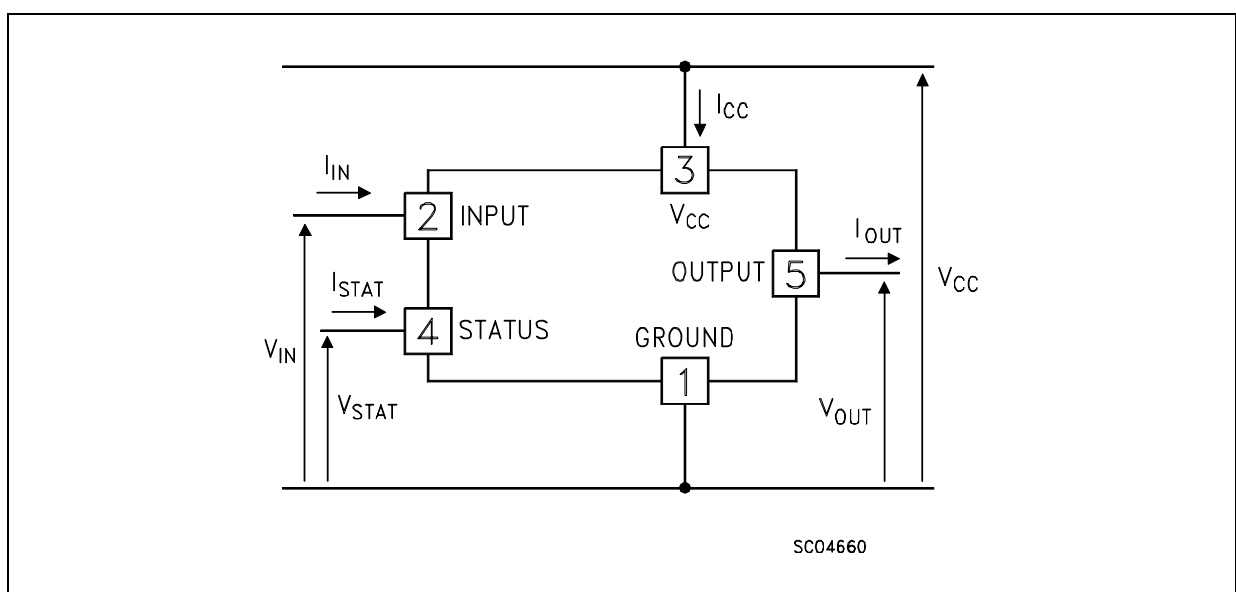 I_CC
3
V_CC
I_IN
2 INPUT
I_OUT
OUTPUT 5
V_CC
I_STAT
4 STATUS
GROUND
1
V_IN
V_STAT
V_OUT
SC04660